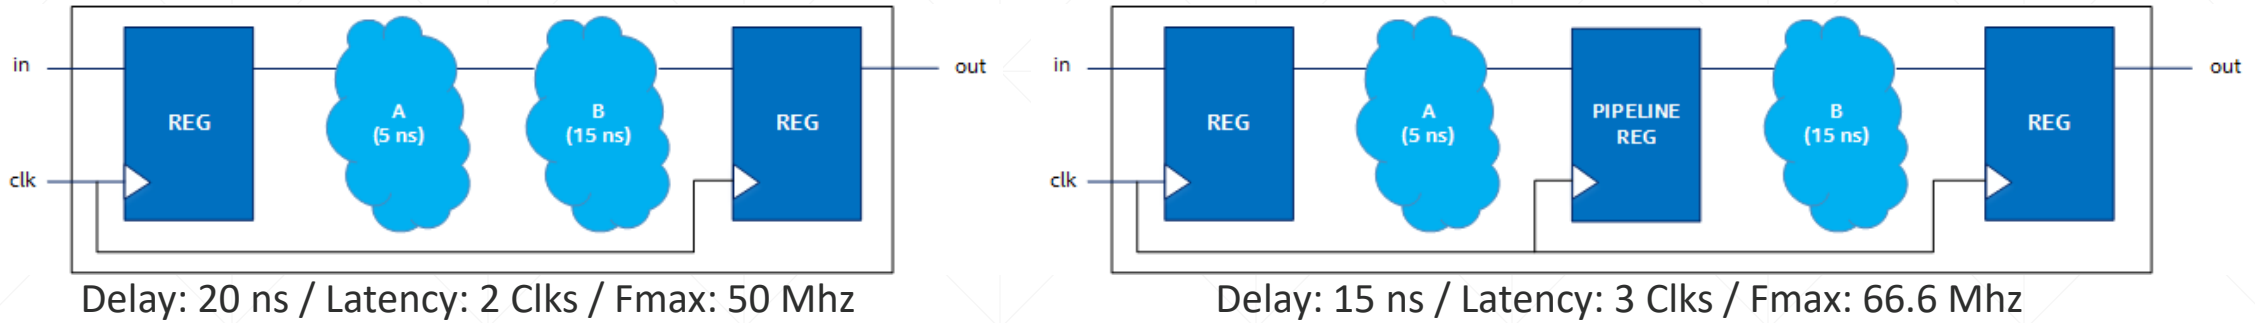 in
clk
REG
A
(5 ns)
B
(15 ns)
REG
out
Delay: 20 ns / Latency: 2 Clks / Fmax: 50 Mhz
in
clk
REG
A
(5 ns)
PIPELINE
REG
B
(15 ns)
REG
out
Delay: 15 ns / Latency: 3 Clks / Fmax: 66.6 Mhz